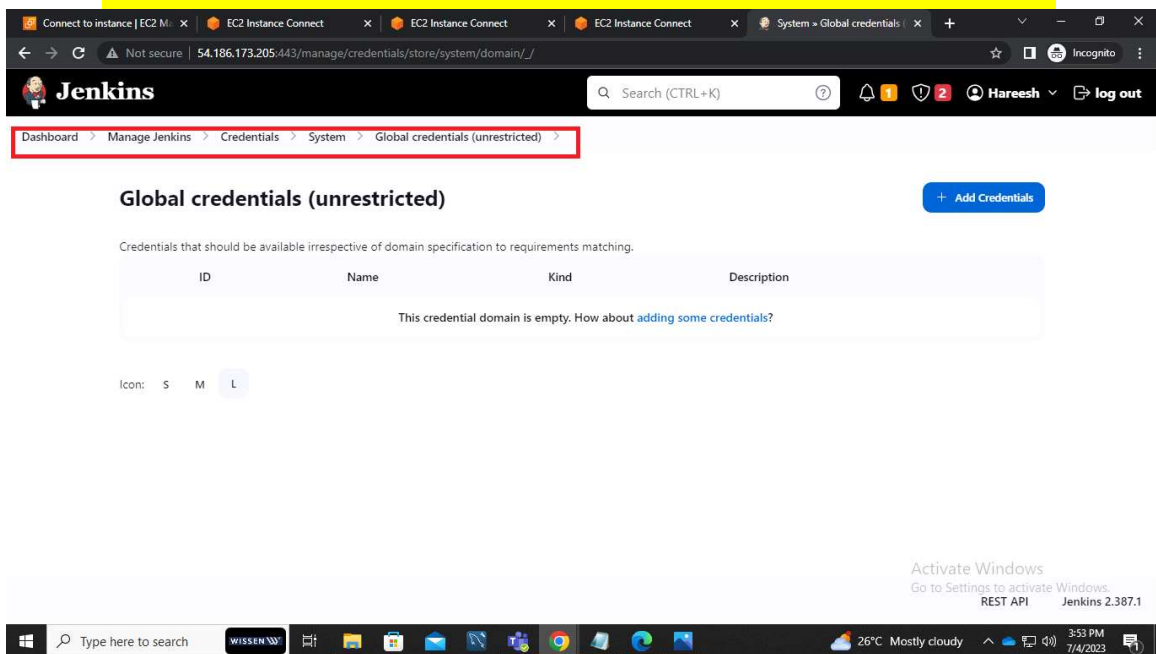 Connect to instance | EC2 Ma
EC2 Instance Connect
EC2 Instance Connect
EC2 Instance Connect
System » Global credentials (
Not secure | 54.186.173.205:443/manage/credentials/store/system/domain/_/
Incognito
Jenkins
Search (CTRL+K)
1
2
Hareesh
log out
Dashboard > Manage Jenkins > Credentials > System > Global credentials (unrestricted) >
Global credentials (unrestricted)
+ Add Credentials
Credentials that should be available irrespective of domain specification to requirements matching.
ID Name Kind Description
This credential domain is empty. How about adding some credentials?
Icon: S M L
Activate Windows
Go to Settings to activate Windows.
REST API Jenkins 2.387.1
Type here to search
WISSEN
26°C Mostly cloudy
3:53 PM
7/4/2023
1